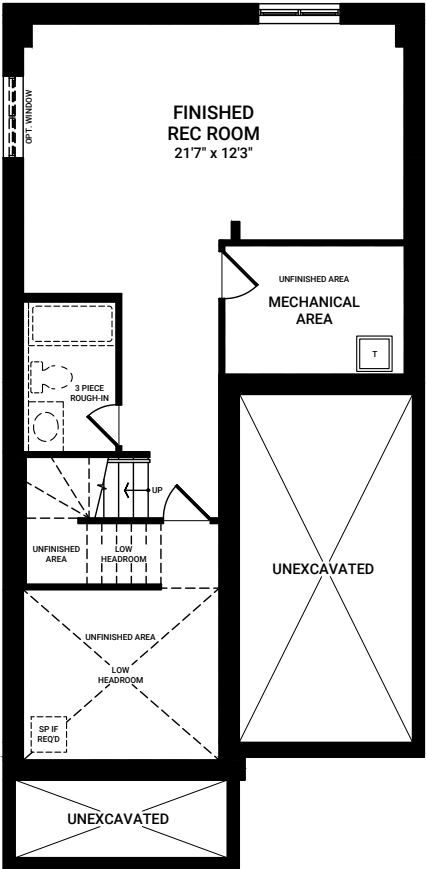 OPT. WINDOW
FINISHED
REC ROOM
21'7" x 12'3"
UNFINISHED AREA
MECHANICAL
AREA
T
3 PIECE
ROUGH-IN
UP
UNFINISHED
AREA
LOW
HEADROOM
UNEXCAVATED
UNFINISHED AREA
LOW
HEADROOM
SP IF
REQ'D
UNEXCAVATED